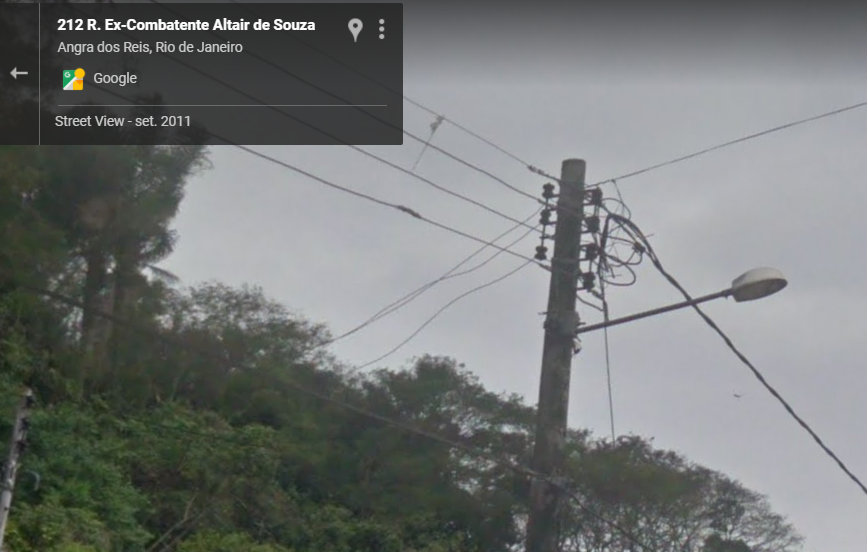 212 R. Ex-Combatente Altair de Souza
Angra dos Reis, Rio de Janeiro
Google
Street View - set. 2011